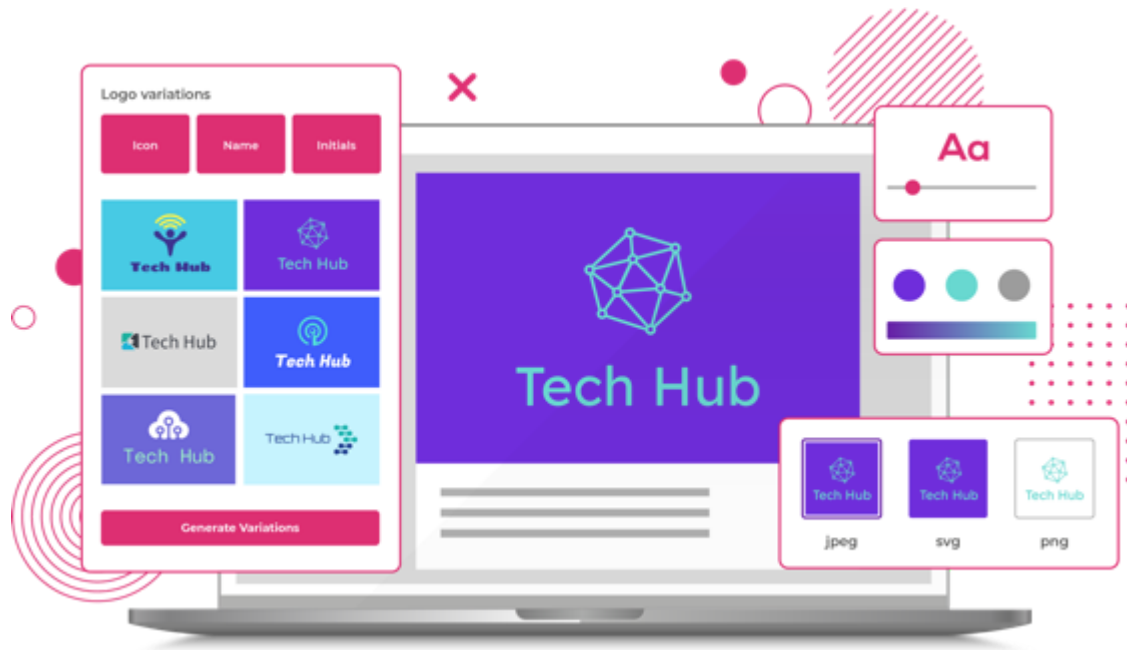 Logo variations
Icon Name Initials
Tech Hub
Tech Hub
Tech Hub
Tech Hub
Tech Hub
Tech Hub
Generate Variations
Tech Hub
Aa
Tech Hub
Tech Hub
Tech Hub
jpeg svg png